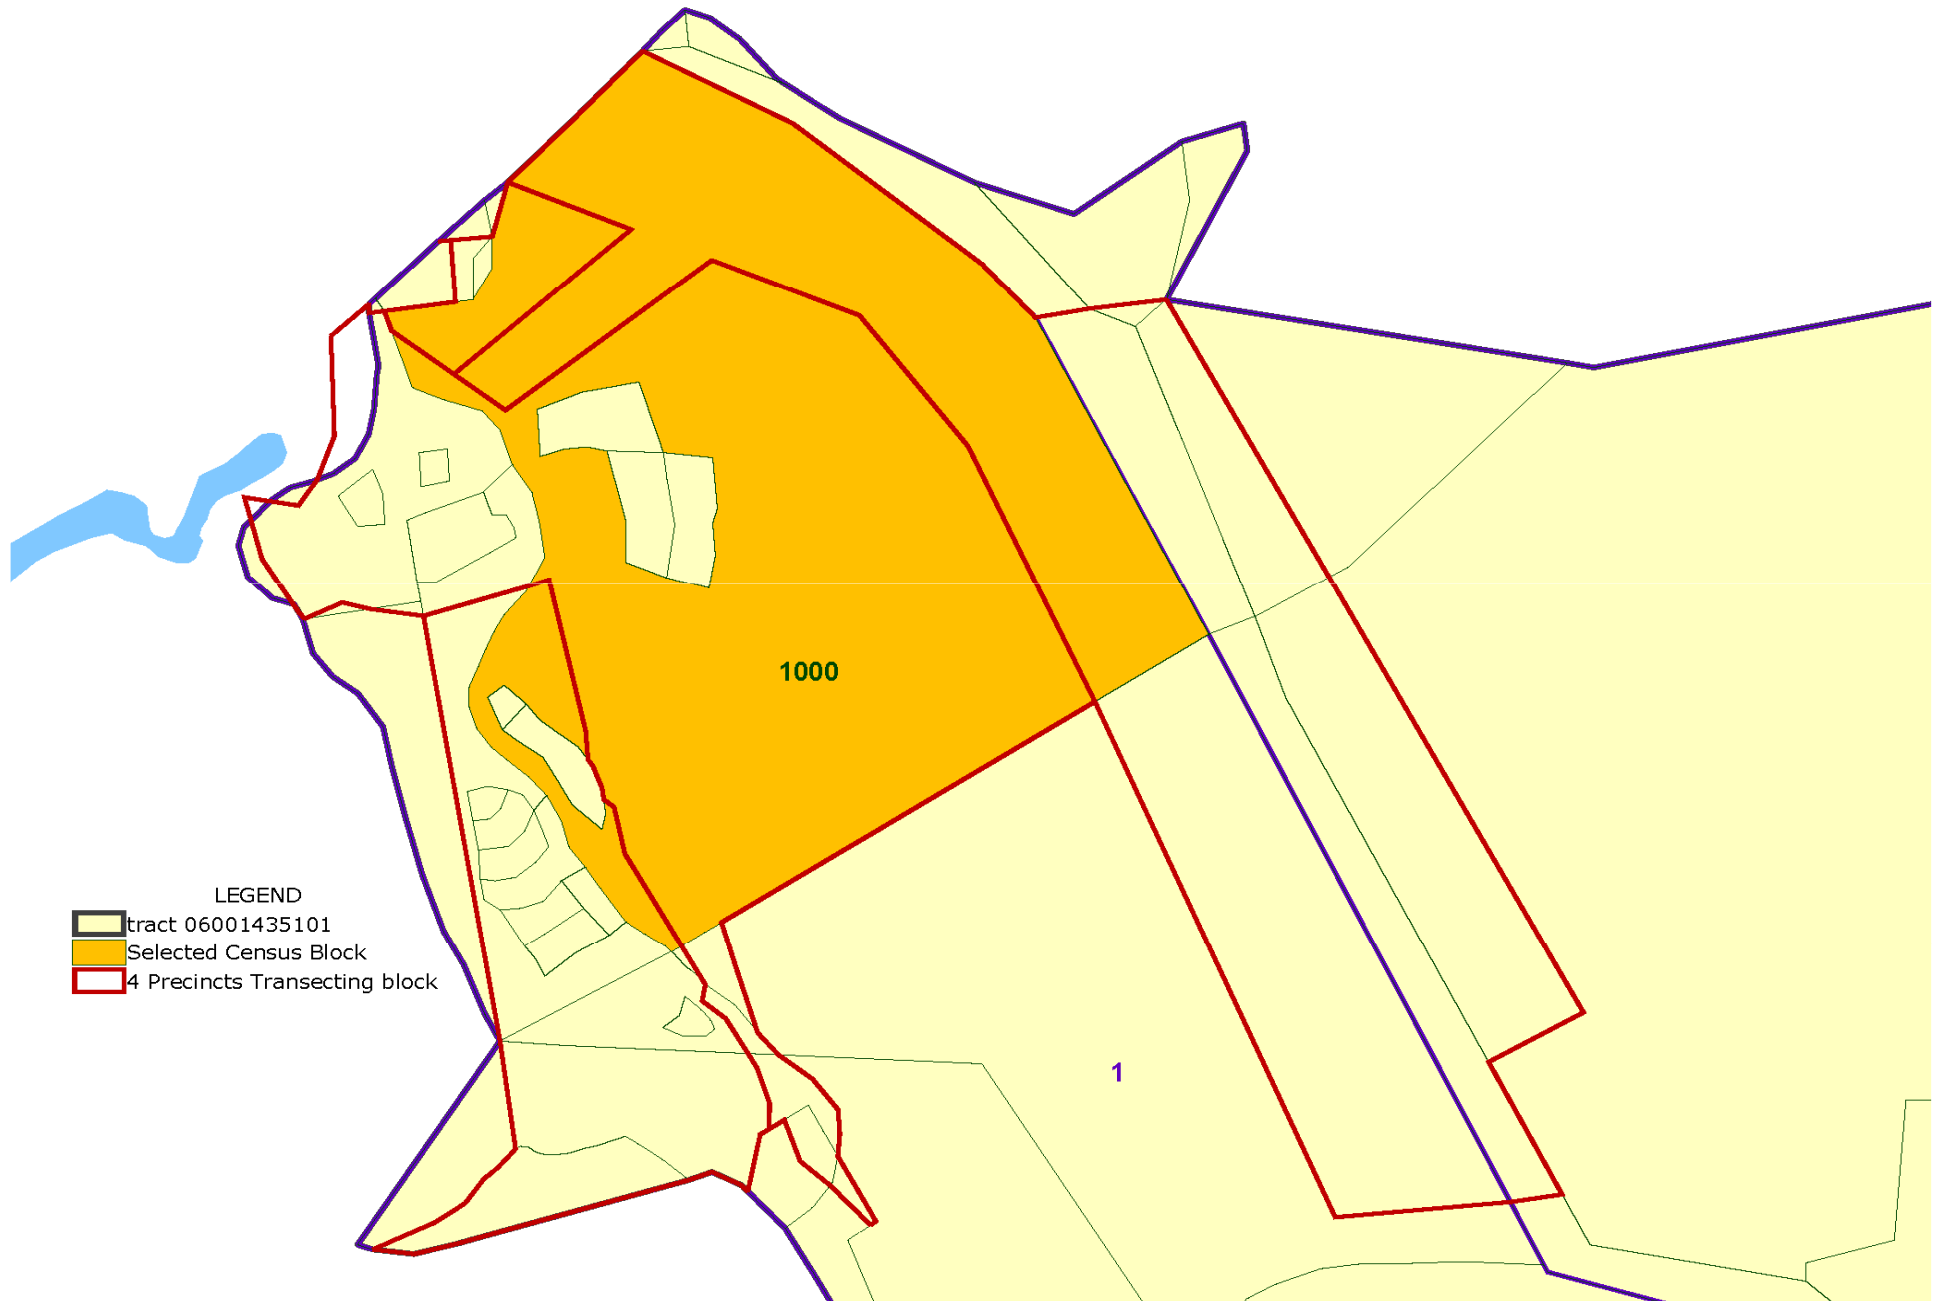 1000
LEGEND
tract 06001435101
Selected Census Block
4 Precincts Transecting block
1